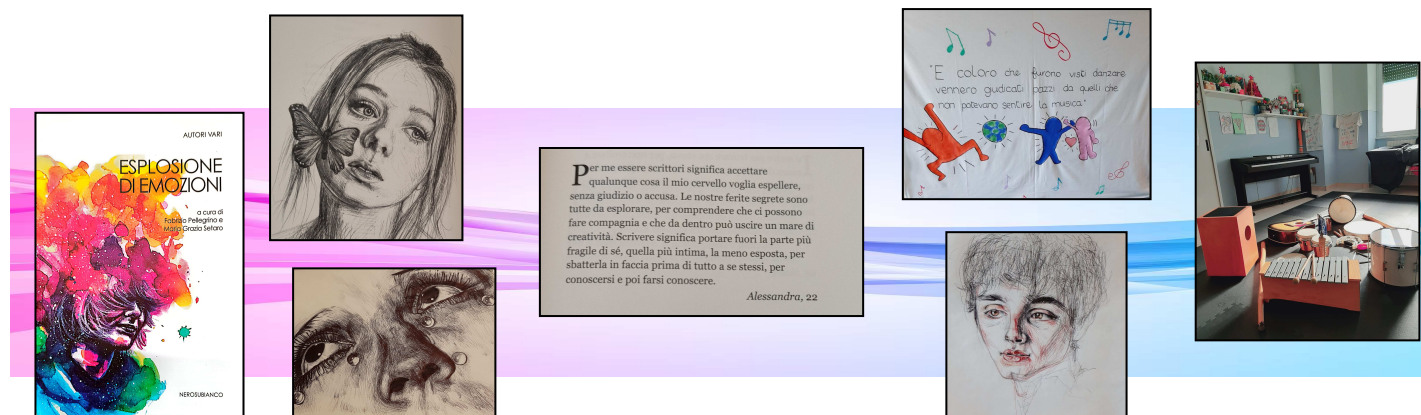 AUTORI VARI
ESPLOSIONE
DI EMOZIONI
a cura di
Fabrizio Pellegrino e
Maria Grazia Setaro
NEROSUBIANCO
Per me essere scrittori significa accettare
qualunque cosa il mio cervello voglia espellere,
senza giudizio o accusa. Le nostre ferite segrete sono
tutte da esplorare, per comprendere che ci possono
fare compagnia e che da dentro può uscire un mare di
creatività. Scrivere significa portare fuori la parte più
fragile di sé, quella più intima, la meno esposta, per
sbatterla in faccia prima di tutto a se stessi, per
conoscersi e poi farsi conoscere.
Alessandra, 22
"E coloro che furono visti danzare
vennero giudicati pazzi da quelli che
non potevano sentire la musica"